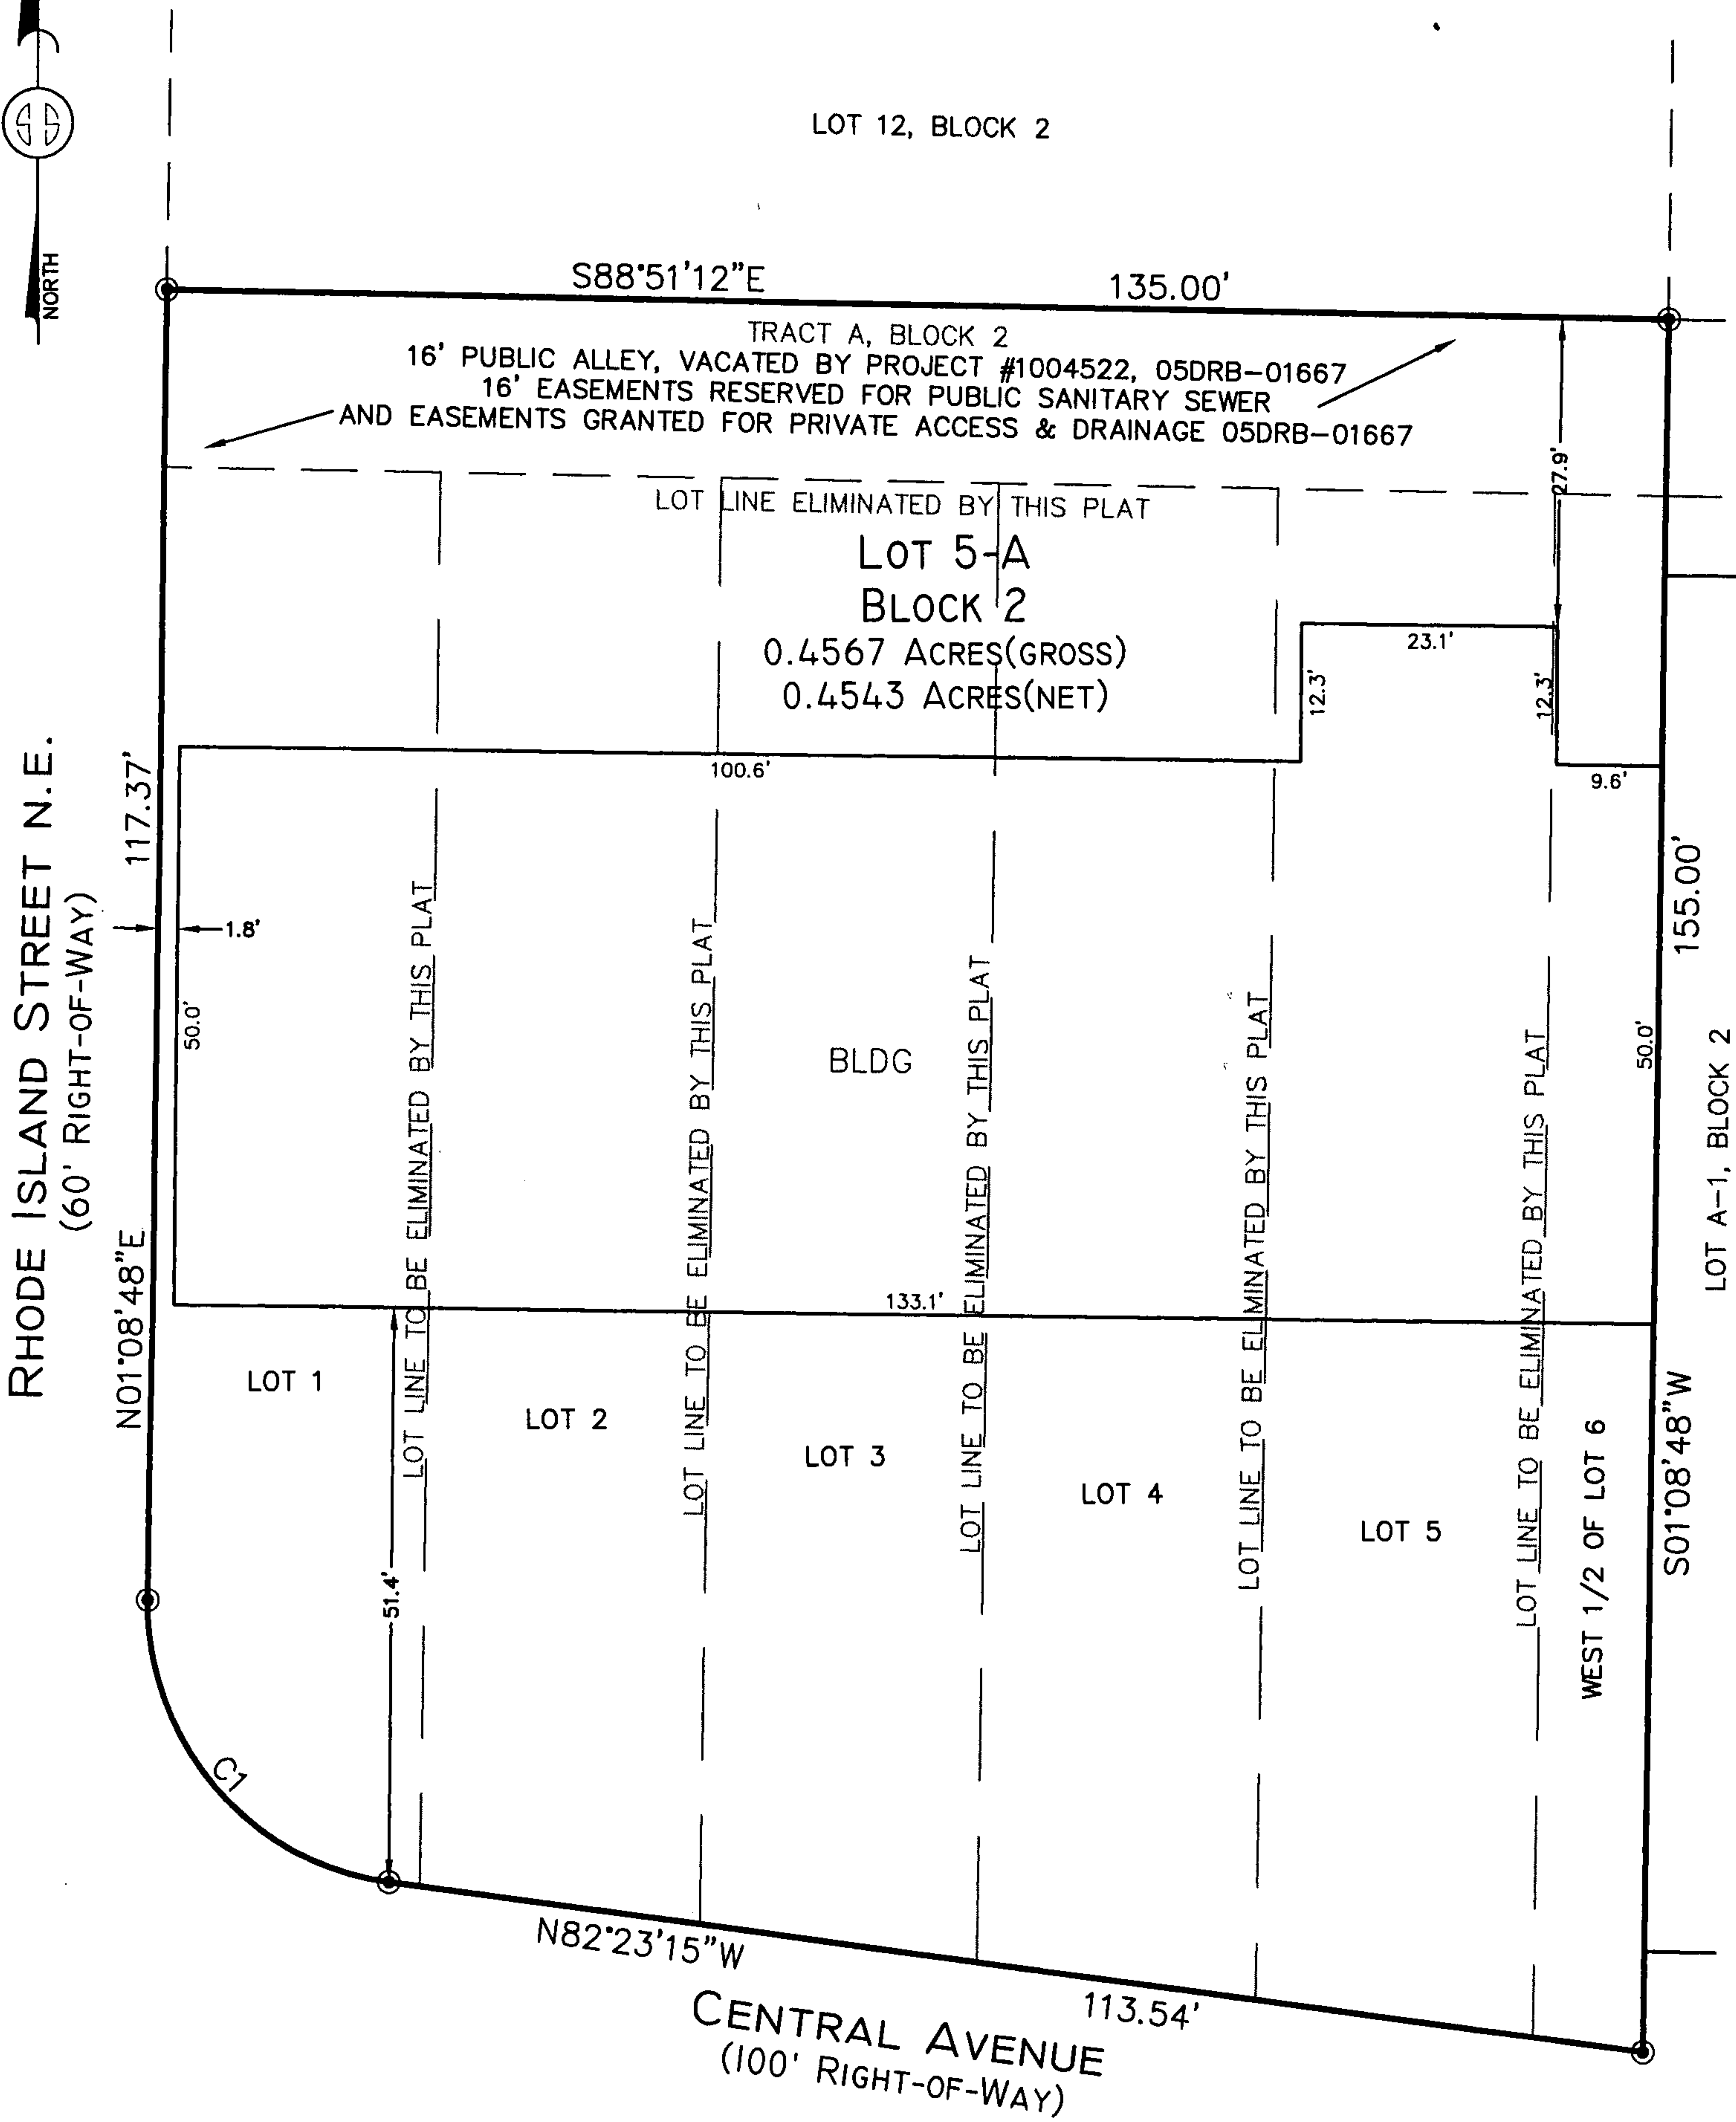 LOT 12, BLOCK 2
NORTH
S88°51'12"E
135.00'
TRACT A, BLOCK 2
16' PUBLIC ALLEY, VACATED BY PROJECT #1004522, 05DRB-01667
16' EASEMENTS RESERVED FOR PUBLIC SANITARY SEWER
AND EASEMENTS GRANTED FOR PRIVATE ACCESS & DRAINAGE 05DRB-01667
27.9'
LOT LINE ELIMINATED BY THIS PLAT
LOT 5-A
BLOCK 2
0.4567 ACRES(GROSS)
0.4543 ACRES(NET)
23.1'
12.3'
12.3'
100.6'
9.6'
RHODE ISLAND STREET N.E.
(60' RIGHT-OF-WAY)
117.37'
N01°08'48"E
1.8'
50.0'
BLDG
50.0'
155.00'
S01°08'48"W
LOT A-1, BLOCK 2
LOT LINE TO BE ELIMINATED BY THIS PLAT
LOT LINE TO BE ELIMINATED BY THIS PLAT
LOT LINE TO BE ELIMINATED BY THIS PLAT
LOT LINE TO BE ELIMINATED BY THIS PLAT
LOT LINE TO BE ELIMINATED BY THIS PLAT
133.1'
LOT 1
LOT 2
LOT 3
LOT 4
LOT 5
WEST 1/2 OF LOT 6
51.4'
C1
N82°23'15"W
113.54'
CENTRAL AVENUE
(100' RIGHT-OF-WAY)